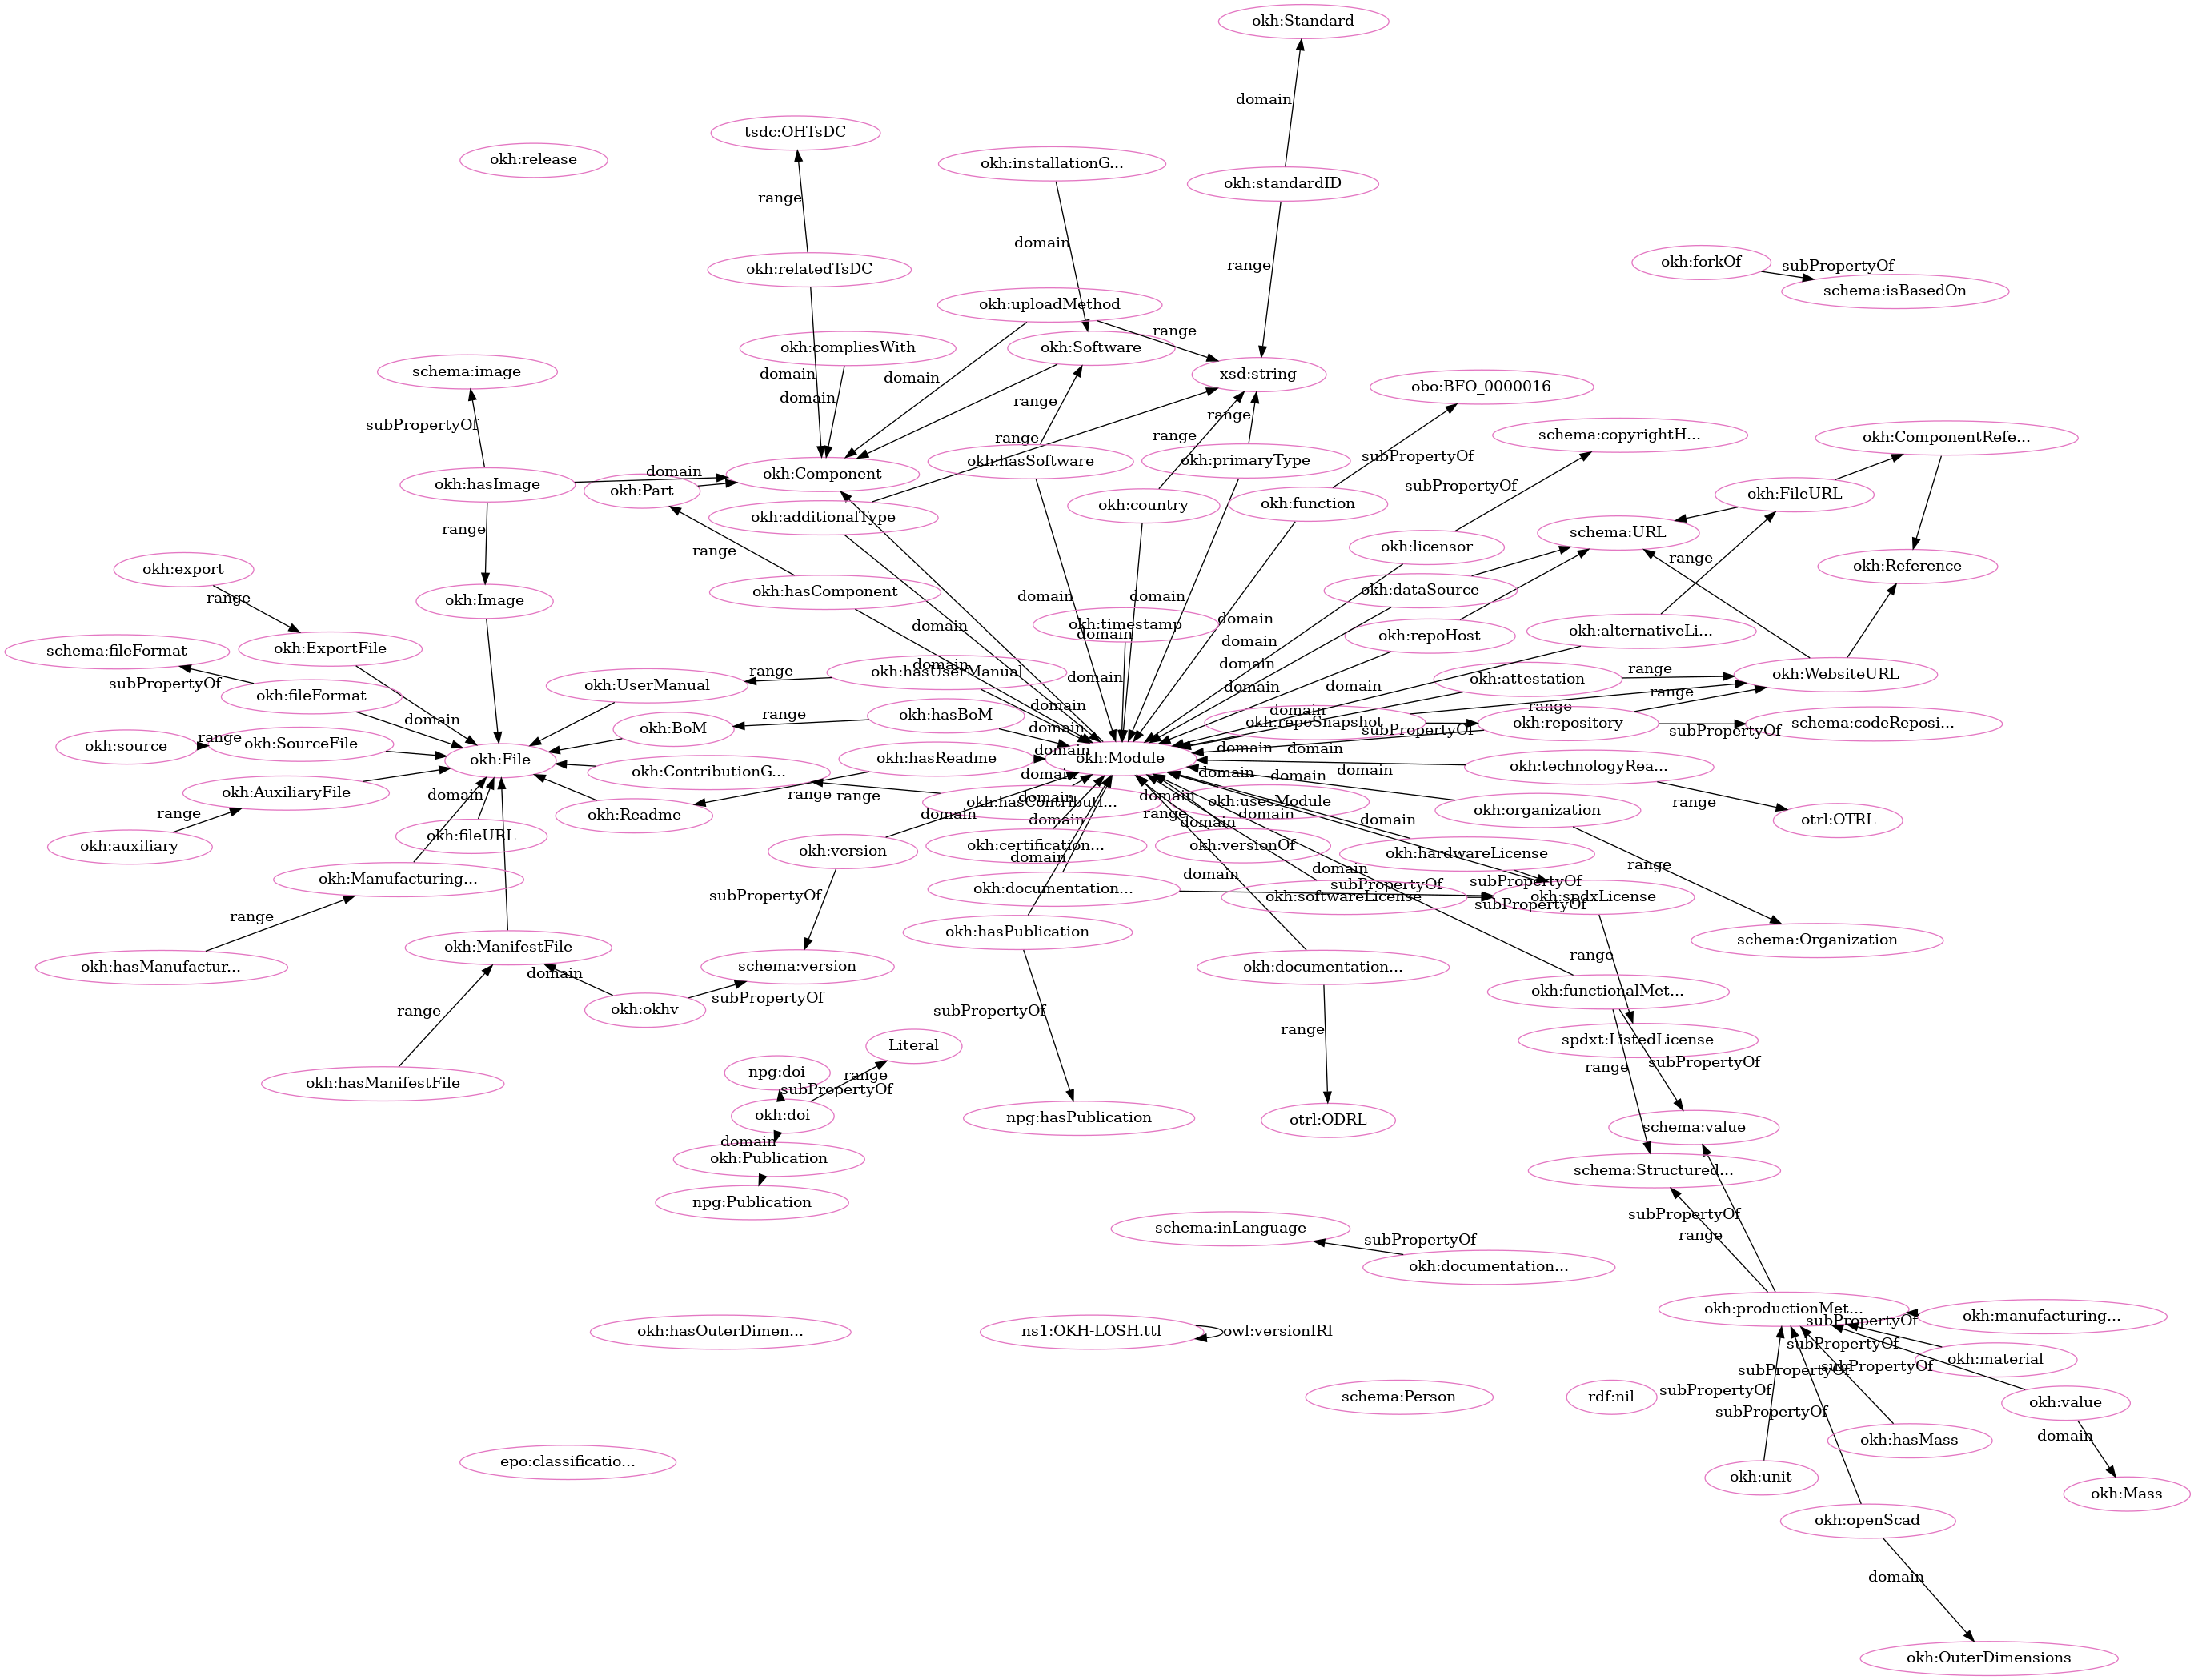 okh:Standard
tsdc:OHTsDC
okh:release
okh:installationG...
domain
okh:standardID
range
okh:relatedTsDC
domain
range
okh:forkOf
subPropertyOf
schema:isBasedOn
okh:uploadMethod
range
okh:compliesWith
okh:Software
schema:image
domain
domain
xsd:string
obo:BFO_0000016
domain
range
range
subPropertyOf
range
range
schema:copyrightH...
okh:ComponentRefe...
okh:hasImage
domain
okh:Component
okh:hasSoftware
okh:primaryType
subPropertyOf
okh:Part
okh:additionalType
okh:country
okh:function
subPropertyOf
okh:FileURL
range
range
okh:licensor
schema:URL
range
okh:Reference
okh:export
range
okh:Image
okh:hasComponent
domain
domain
okh:dataSource
okh:ExportFile
domain
okh:timestamp
domain
domain
domain
okh:repoHost
okh:alternativeLi...
schema:fileFormat
subPropertyOf
okh:fileFormat
okh:UserManual
range
okh:hasUserManual
domain
domain
domain
domain
domain
okh:attestation
range
okh:WebsiteURL
range
domain
okh:BoM
range
okh:hasBoM
domain
domain
domain
domain
range
okh:repoSnapshot
subPropertyOf
okh:repository
subPropertyOf
schema:codeReposi...
okh:source
range
okh:SourceFile
okh:File
okh:hasReadme
domain
okh:Module
domain
domain
domain
okh:technologyRea...
okh:ContributionG...
domain
domain
domain
domain
okh:AuxiliaryFile
domain
range
range
okh:hasContributi...
domain
domain
okh:usesModule
okh:organization
range
otrl:OTRL
range
okh:Readme
domain
domain
range
domain
domain
domain
okh:auxiliary
okh:fileURL
okh:version
okh:certification...
domain
okh:versionOf
okh:hardwareLicense
range
okh:Manufacturing...
subPropertyOf
okh:documentation...
domain
domain
subPropertyOf
subPropertyOf
okh:softwareLicense
okh:spdxLicense
subPropertyOf
range
okh:hasPublication
schema:Organization
okh:hasManufactur...
okh:ManifestFile
domain
schema:version
subPropertyOf
okh:documentation...
range
okh:functionalMet...
range
okh:okhv
subPropertyOf
range
Literal
spdxt:ListedLicense
subPropertyOf
range
okh:hasManifestFile
npg:doi
range
subPropertyOf
okh:doi
npg:hasPublication
otrl:ODRL
schema:value
domain
okh:Publication
schema:Structured...
npg:Publication
schema:inLanguage
subPropertyOf
subPropertyOf
range
okh:documentation...
okh:productionMet...
subPropertyOf
okh:manufacturing...
okh:hasOuterDimen...
ns1:OKH-LOSH.ttl
owl:versionIRI
subPropertyOf
subPropertyOf
subPropertyOf
okh:material
schema:Person
rdf:nil
subPropertyOf
subPropertyOf
okh:value
domain
okh:hasMass
epo:classificatio...
okh:unit
okh:Mass
okh:openScad
domain
okh:OuterDimensions